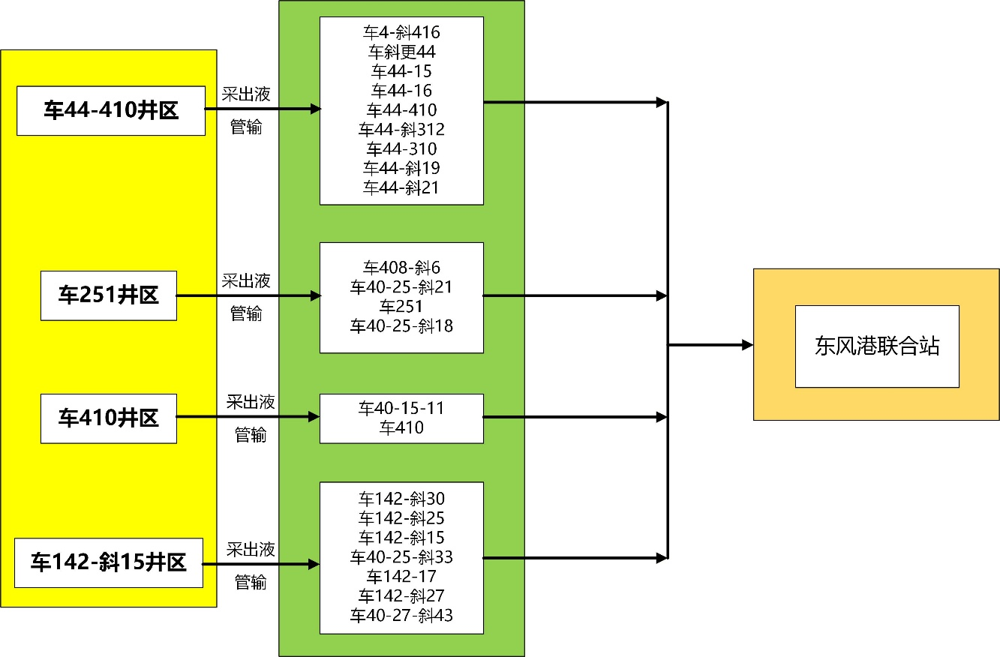 车44-410井区
采出液
管输
车4-斜416
车斜更44
车44-15
车44-16
车44-410
车44-斜312
车44-310
车44-斜19
车44-斜21
车251井区
采出液
管输
车408-斜6
车40-25-斜21
车251
车40-25-斜18
车410井区
采出液
管输
车40-15-11
车410
车142-斜15井区
采出液
管输
车142-斜30
车142-斜25
车142-斜15
车40-25-斜33
车142-17
车142-斜27
车40-27-斜43
东风港联合站